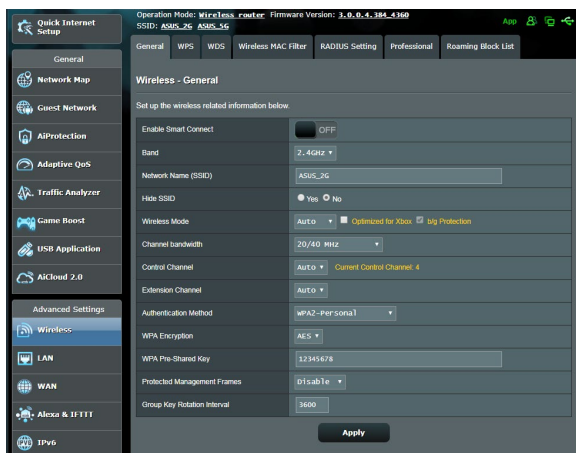 Quick Internet
Setup
Operation Mode: Wireless router Firmware Version: 3.0.0.4.384_4360
SSID: ASUS_2G ASUS_5G
App
General
Network Map
Guest Network
AiProtection
Adaptive QoS
Traffic Analyzer
Game Boost
USB Application
AiCloud 2.0
Advanced Settings
Wireless
LAN
WAN
Alexa & IFTTT
IPv6
General WPS WDS Wireless MAC Filter RADIUS Setting Professional Roaming Block List
Wireless - General
Set up the wireless related information below.
Enable Smart Connect OFF
Band 2.4GHz
Network Name (SSID) ASUS_2G
Hide SSID Yes No
Wireless Mode Auto Optimized for Xbox b/g Protection
Channel bandwidth 20/40 MHz
Control Channel Auto Current Control Channel: 4
Extension Channel Auto
Authentication Method WPA2-Personal
WPA Encryption AES
WPA Pre-Shared Key 12345678
Protected Management Frames Disable
Group Key Rotation Interval 3600
Apply